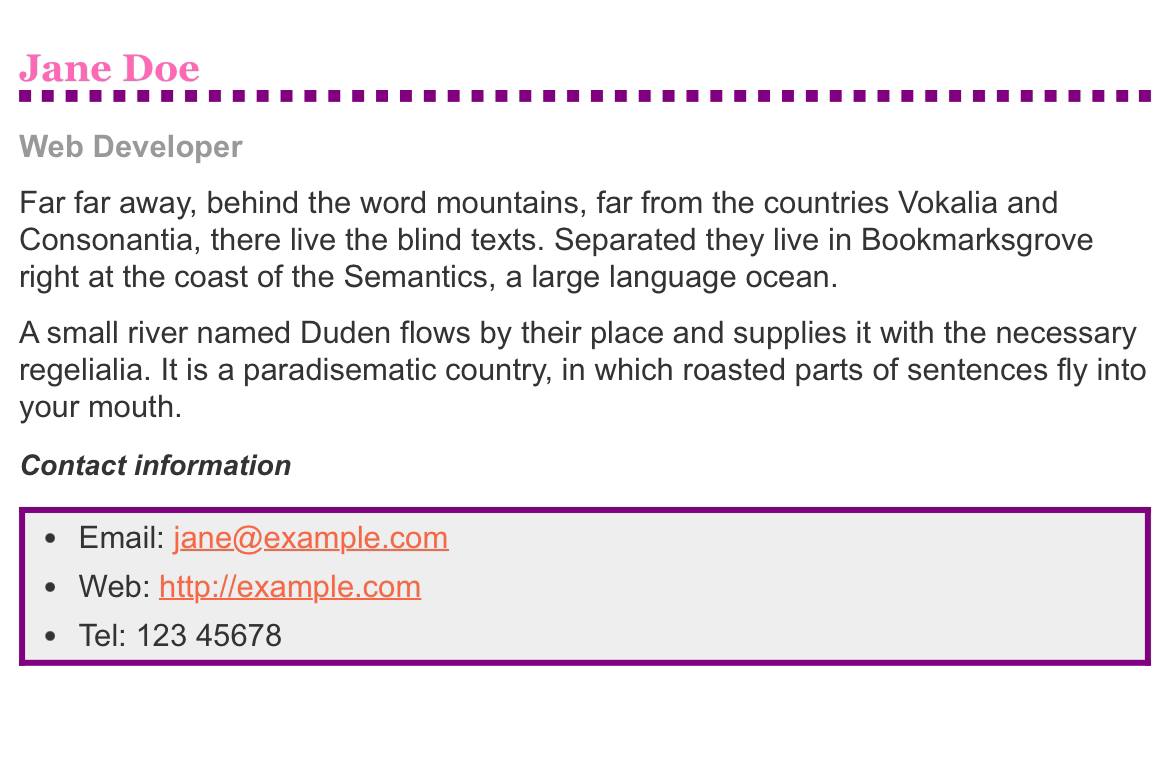 Jane Doe
Web Developer
Far far away, behind the word mountains, far from the countries Vokalia and
Consonantia, there live the blind texts. Separated they live in Bookmarksgrove
right at the coast of the Semantics, a large language ocean.
A small river named Duden flows by their place and supplies it with the necessary
regelialia. It is a paradisematic country, in which roasted parts of sentences fly into
your mouth.
Contact information
• Email: jane@example.com
• Web: http://example.com
• Tel: 123 45678